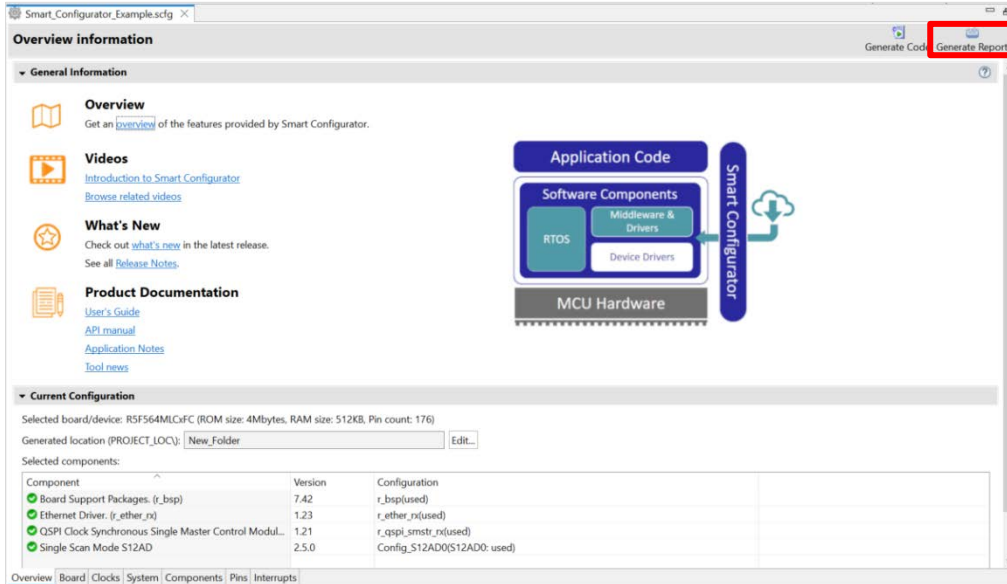 Smart_Configurator_Example.scfg
Overview information
Generate Code Generate Report
General Information
Overview
Get an overview of the features provided by Smart Configurator.
Videos
Introduction to Smart Configurator
Browse related videos
What's New
Check out what's new in the latest release.
See all Release Notes.
Product Documentation
User's Guide
API manual
Application Notes
Tool news
Application Code
Software Components
RTOS
Middleware &
Drivers
Device Drivers
MCU Hardware
Smart Configurator
Current Configuration
Selected board/device: R5F564MLCxFC (ROM size: 4Mbytes, RAM size: 512KB, Pin count: 176)
Generated location (PROJECT_LOC\): New_Folder Edit...
Selected components:
Component Version Configuration
Board Support Packages. (r_bsp) 7.42 r_bsp(used)
Ethernet Driver. (r_ether_rx) 1.23 r_ether_rx(used)
QSPI Clock Synchronous Single Master Control Modul... 1.21 r_qspi_smstr_rx(used)
Single Scan Mode S12AD 2.5.0 Config_S12AD0(S12AD0: used)
Overview Board Clocks System Components Pins Interrupts